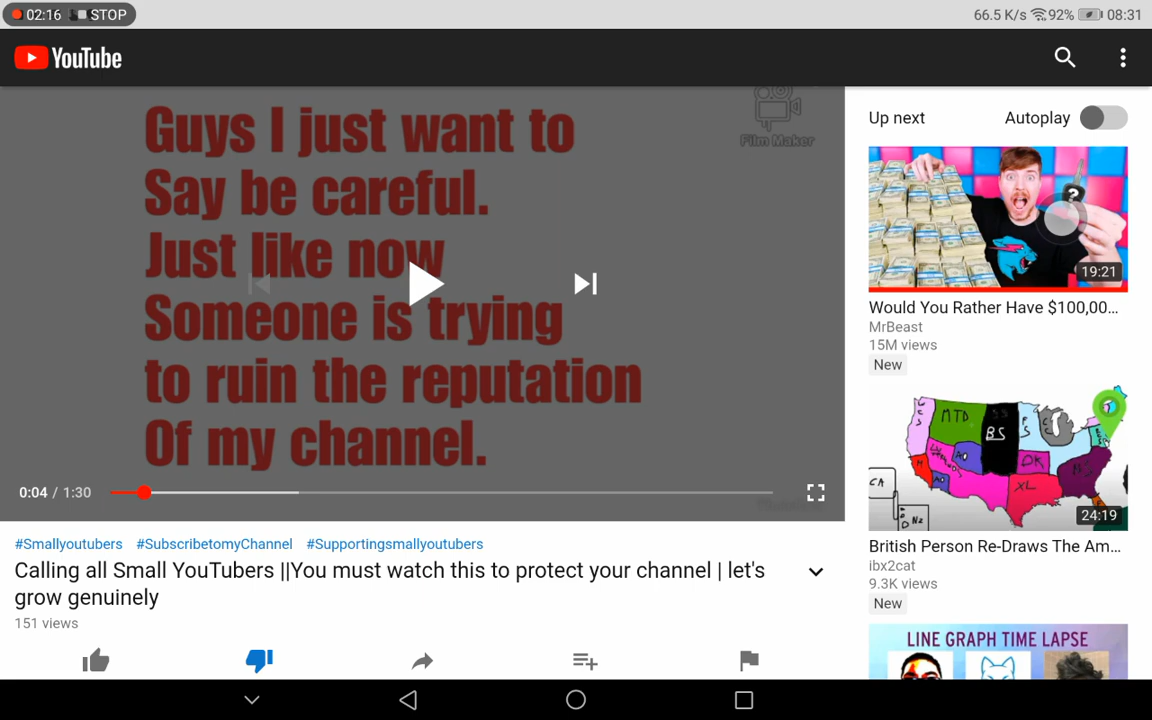 02:16 STOP
66.5 K/s 92% 08:31
YouTube
Guys I just want to
Say be careful.
Just like now
Someone is trying
to ruin the reputation
Of my channel.
Film Maker
0:04 / 1:30
#Smallyoutubers #SubscribetomyChannel #Supportingsmallyoutubers
Calling all Small YouTubers ||You must watch this to protect your channel | let's
grow genuinely
151 views
Up next Autoplay
?
19:21
Would You Rather Have $100,00...
MrBeast
15M views
New
MTD
BS
DK
XL
CA
NZ
24:19
British Person Re-Draws The Am...
ibx2cat
9.3K views
New
LINE GRAPH TIME LAPSE